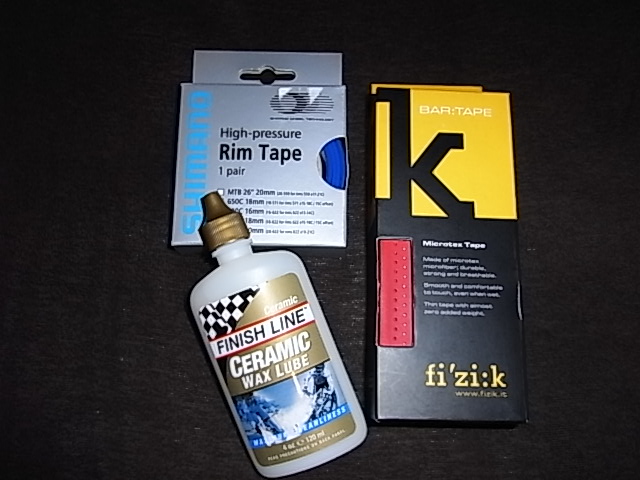 SHIMANO
High-pressure
Rim Tape
1 pair
MTB 26" 20mm
650C 18mm
16mm
18mm
BAR:TAPE
k
Microtex Tape
Made of microtex
microfiber; durable,
strong and breathable.
Smooth and comfortable
to touch, even when wet.
Thin tape with almost
zero added weight.
fi'zi:k
www.fizik.it
Ceramic
FINISH LINE
CERAMIC
WAX LUBE
4 oz. 120 ml